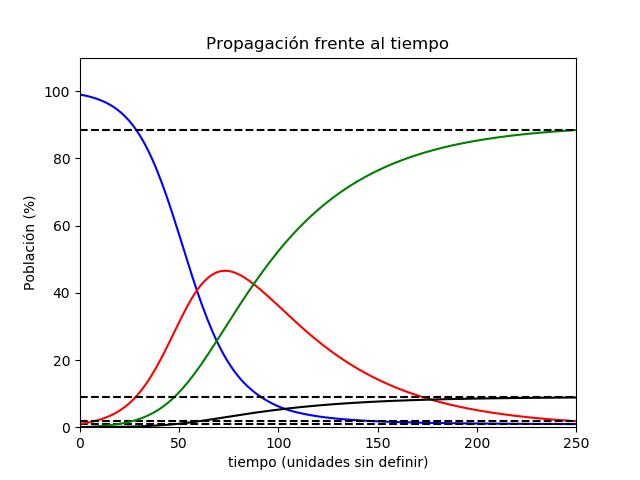 Propagación frente al tiempo
100
80
60
40
20
0
Población (%)
0 50 100 150 200 250
tiempo (unidades sin definir)